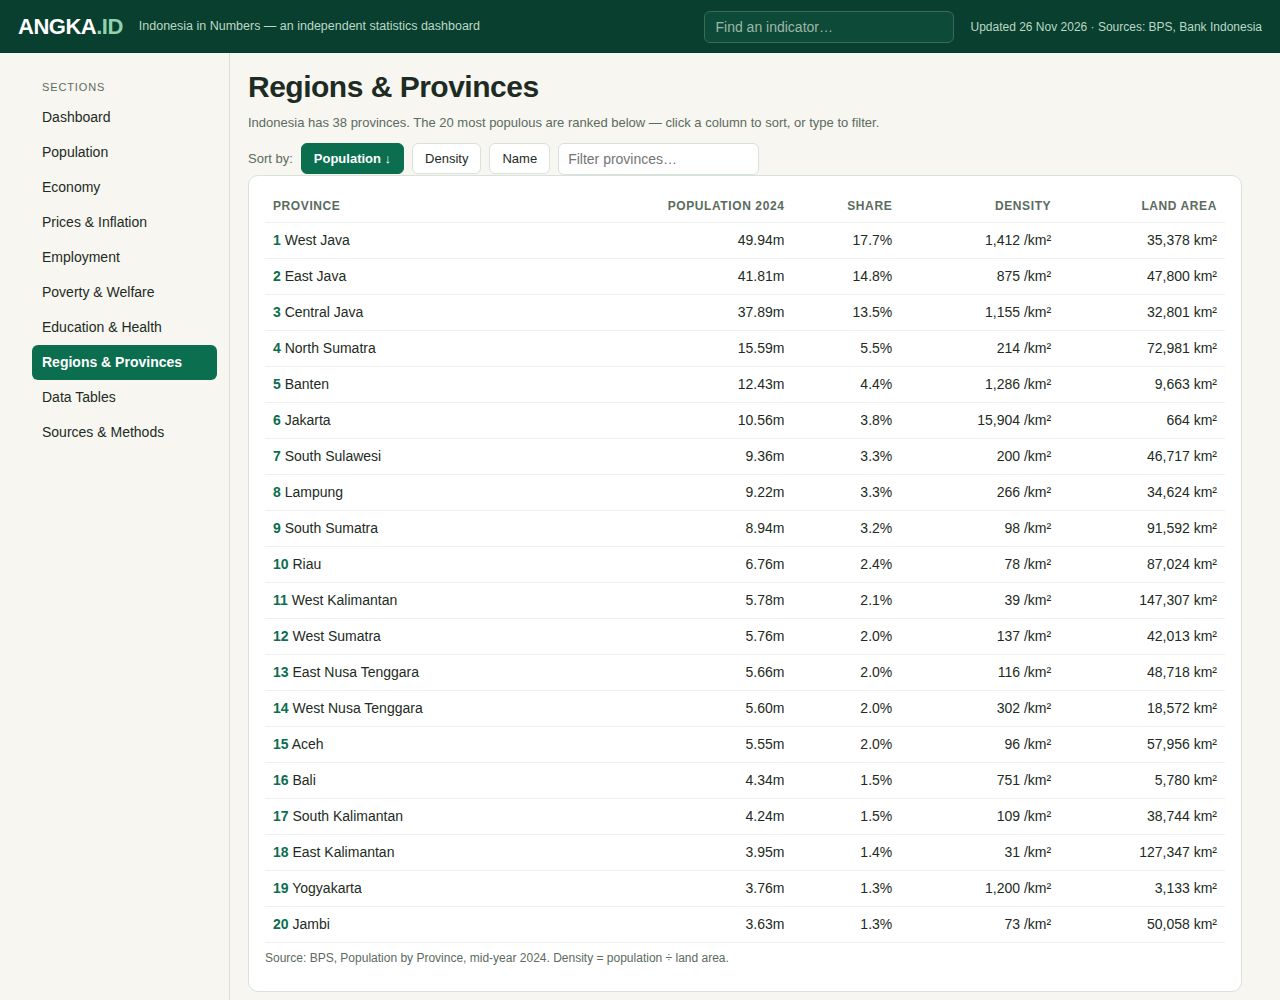 ANGKA.ID Indonesia in Numbers — an independent statistics dashboard Find an indicator… Updated 26 Nov 2026 · Sources: BPS, Bank Indonesia
SECTIONS
Dashboard
Population
Economy
Prices & Inflation
Employment
Poverty & Welfare
Education & Health
Regions & Provinces
Data Tables
Sources & Methods
Regions & Provinces
Indonesia has 38 provinces. The 20 most populous are ranked below — click a column to sort, or type to filter.
Sort by: Population ↓ Density Name Filter provinces…
PROVINCE POPULATION 2024 SHARE DENSITY LAND AREA
1 West Java 49.94m 17.7% 1,412 /km² 35,378 km²
2 East Java 41.81m 14.8% 875 /km² 47,800 km²
3 Central Java 37.89m 13.5% 1,155 /km² 32,801 km²
4 North Sumatra 15.59m 5.5% 214 /km² 72,981 km²
5 Banten 12.43m 4.4% 1,286 /km² 9,663 km²
6 Jakarta 10.56m 3.8% 15,904 /km² 664 km²
7 South Sulawesi 9.36m 3.3% 200 /km² 46,717 km²
8 Lampung 9.22m 3.3% 266 /km² 34,624 km²
9 South Sumatra 8.94m 3.2% 98 /km² 91,592 km²
10 Riau 6.76m 2.4% 78 /km² 87,024 km²
11 West Kalimantan 5.78m 2.1% 39 /km² 147,307 km²
12 West Sumatra 5.76m 2.0% 137 /km² 42,013 km²
13 East Nusa Tenggara 5.66m 2.0% 116 /km² 48,718 km²
14 West Nusa Tenggara 5.60m 2.0% 302 /km² 18,572 km²
15 Aceh 5.55m 2.0% 96 /km² 57,956 km²
16 Bali 4.34m 1.5% 751 /km² 5,780 km²
17 South Kalimantan 4.24m 1.5% 109 /km² 38,744 km²
18 East Kalimantan 3.95m 1.4% 31 /km² 127,347 km²
19 Yogyakarta 3.76m 1.3% 1,200 /km² 3,133 km²
20 Jambi 3.63m 1.3% 73 /km² 50,058 km²
Source: BPS, Population by Province, mid-year 2024. Density = population ÷ land area.